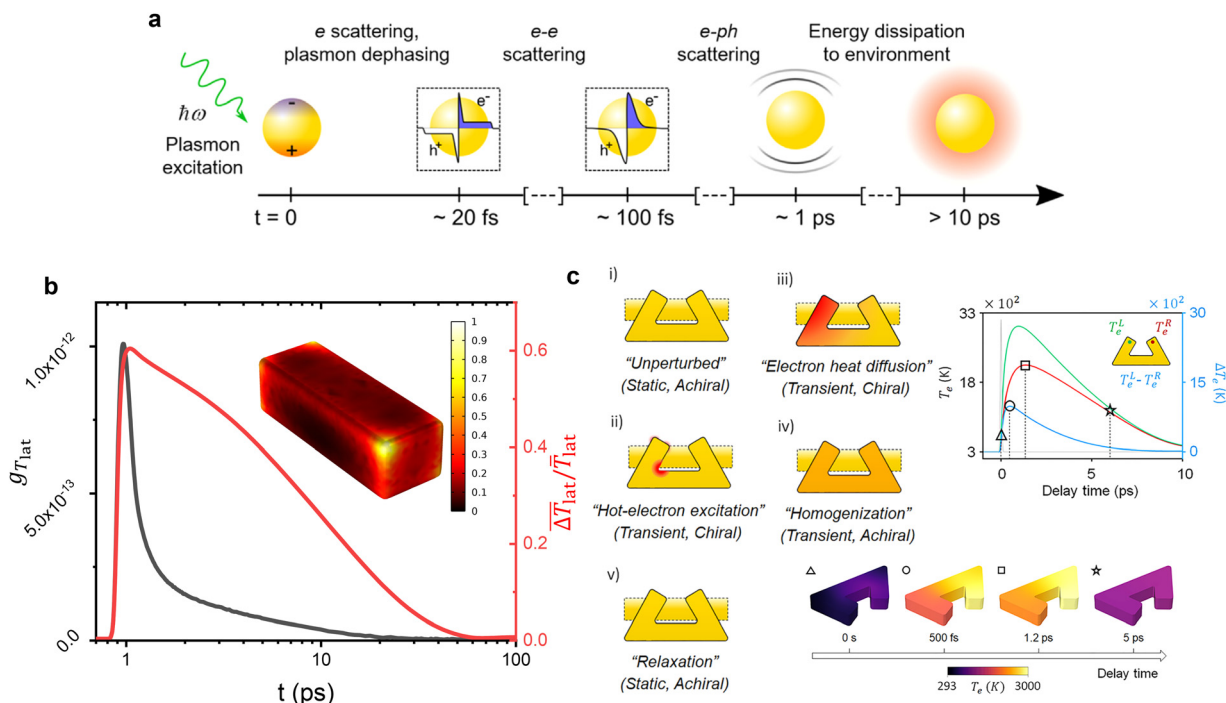 a
e scattering,
plasmon dephasing
e-e
scattering
e-ph
scattering
Energy dissipation
to environment
ħω
Plasmon
excitation
-
+
e⁻
h⁺
e⁻
h⁺
t = 0
~ 20 fs
~ 100 fs
~ 1 ps
> 10 ps
b
1.0x10⁻¹²
5.0x10⁻¹³
0.0
g_Tlat
1
0.9
0.8
0.7
0.6
0.5
0.4
0.3
0.2
0.1
0
0.6
0.4
0.2
0.0
ΔT_lat/T_lat
1
10
100
t (ps)
c
i)
"Unperturbed"
(Static, Achiral)
ii)
"Hot-electron excitation"
(Transient, Chiral)
iii)
"Electron heat diffusion"
(Transient, Chiral)
iv)
"Homogenization"
(Transient, Achiral)
v)
"Relaxation"
(Static, Achiral)
× 10²
× 10²
33
18
3
T_e (K)
30
15
0
ΔT_e (K)
T_e^L
T_e^R
T_e^L - T_e^R
0
5
10
Delay time (ps)
0 s
500 fs
1.2 ps
5 ps
Delay time
293 T_e (K) 3000